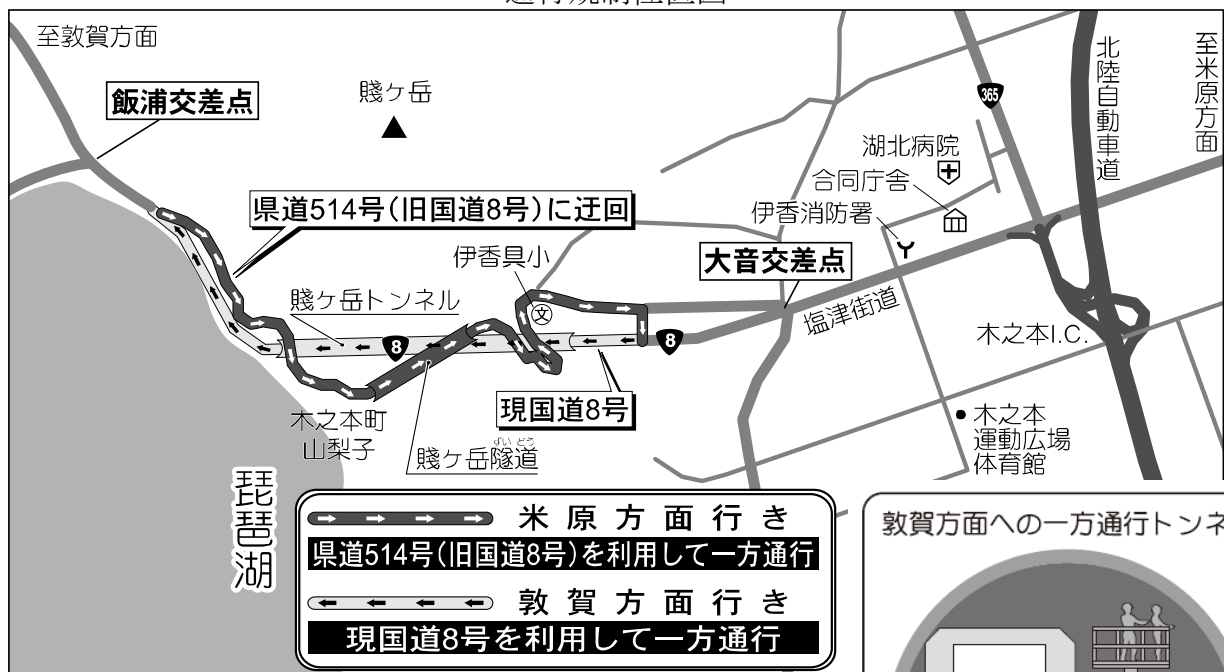 至敦賀方面
飯浦交差点
賤ヶ岳
県道514号(旧国道8号)に迂回
伊香具小
文
賤ヶ岳トンネル
8
8
現国道8号
木之本町
山梨子
賤ヶ岳隧道
ずい どう
琵琶湖
365
北陸自動車道
至米原方面
湖北病院
合同庁舎
伊香消防署
大音交差点
塩津街道
木之本I.C.
木之本
運動広場
体育館
米原方面行き
県道514号(旧国道8号)を利用して一方通行
敦賀方面行き
現国道8号を利用して一方通行
敦賀方面への一方通行トンネ